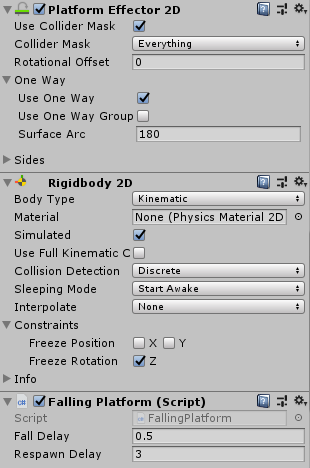 Platform Effector 2D
Use Collider Mask
Collider Mask Everything
Rotational Offset 0
One Way
Use One Way
Use One Way Group
Surface Arc 180
Sides
Rigidbody 2D
Body Type Kinematic
Material None (Physics Material 2D
Simulated
Use Full Kinematic C
Collision Detection Discrete
Sleeping Mode Start Awake
Interpolate None
Constraints
Freeze Position X Y
Freeze Rotation Z
Info
Falling Platform (Script)
Script FallingPlatform
Fall Delay 0.5
Respawn Delay 3